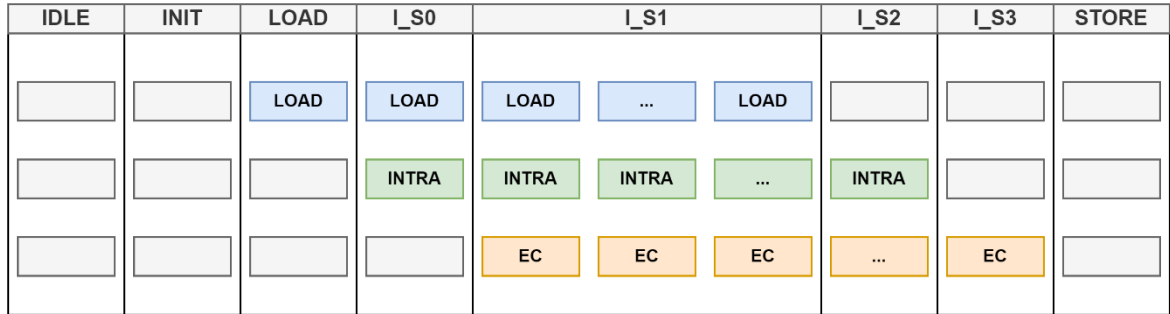 IDLE INIT LOAD I_S0 I_S1 I_S2 I_S3 STORE
LOAD LOAD LOAD ... LOAD
INTRA INTRA INTRA ... INTRA
EC EC EC ... EC